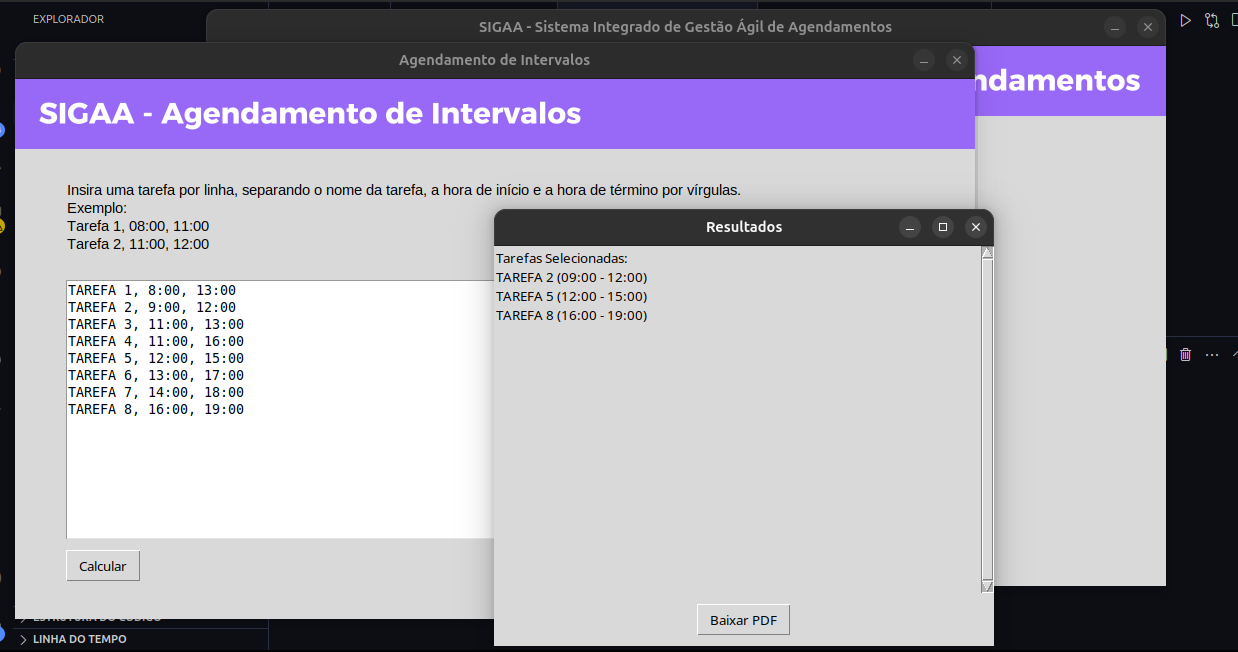 EXPLORADOR
SIGAA - Sistema Integrado de Gestão Ágil de Agendamentos
Agendamento de Intervalos
ndamentos
SIGAA - Agendamento de Intervalos
Insira uma tarefa por linha, separando o nome da tarefa, a hora de início e a hora de término por vírgulas.
Exemplo:
Tarefa 1, 08:00, 11:00
Tarefa 2, 11:00, 12:00
TAREFA 1, 8:00, 13:00
TAREFA 2, 9:00, 12:00
TAREFA 3, 11:00, 13:00
TAREFA 4, 11:00, 16:00
TAREFA 5, 12:00, 15:00
TAREFA 6, 13:00, 17:00
TAREFA 7, 14:00, 18:00
TAREFA 8, 16:00, 19:00
Calcular
Resultados
Tarefas Selecionadas:
TAREFA 2 (09:00 - 12:00)
TAREFA 5 (12:00 - 15:00)
TAREFA 8 (16:00 - 19:00)
Baixar PDF
ESTRUTURA DO CÓDIGO
LINHA DO TEMPO